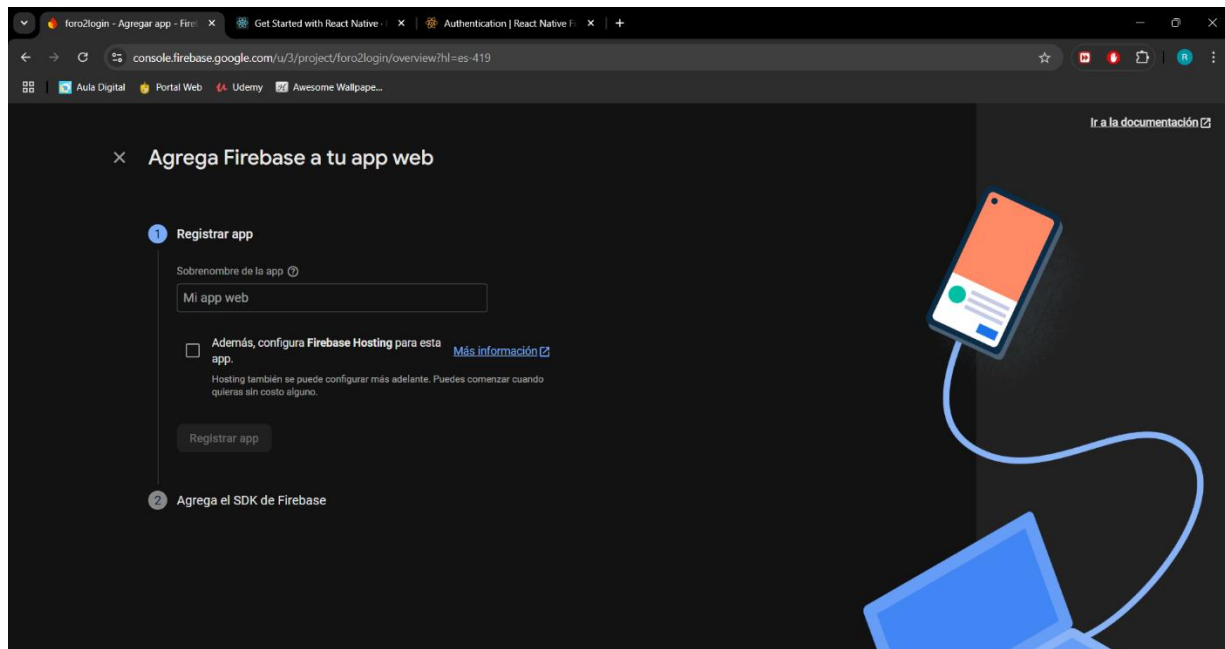 foro2login - Agregar app - Fire
Get Started with React Native ·
Authentication | React Native Fi
console.firebase.google.com/u/3/project/foro2login/overview?hl=es-419
R
Aula Digital
Portal Web
Udemy
Awesome Wallpape...
Ir a la documentación
Agrega Firebase a tu app web
1 Registrar app
Sobrenombre de la app
Mi app web
Además, configura Firebase Hosting para esta
app.
Más información
Hosting también se puede configurar más adelante. Puedes comenzar cuando
quieras sin costo alguno.
Registrar app
2 Agrega el SDK de Firebase